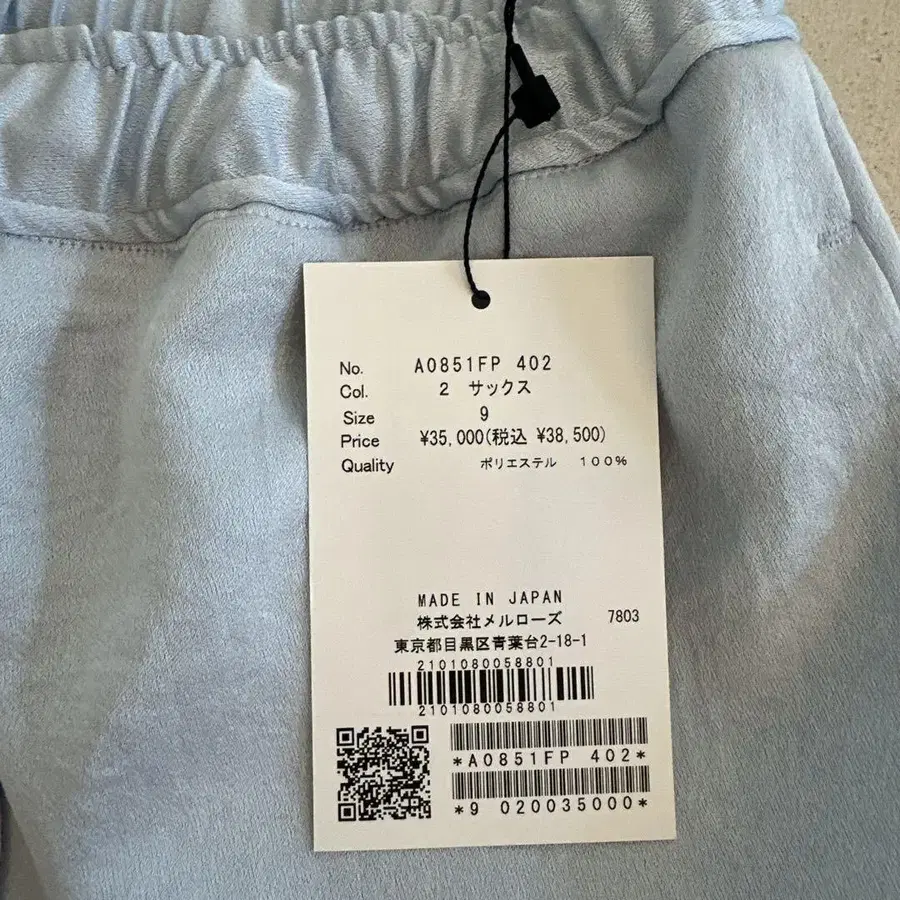 No. A0851FP 402
Col. 2 サックス
Size 9
Price ¥35,000(税込 ¥38,500)
Quality ポリエステル 100%
MADE IN JAPAN
株式会社メルローズ 7803
東京都目黒区青葉台2-18-1
2101080058801
2101080058801
*A0851FP 402*
*9 020035000*